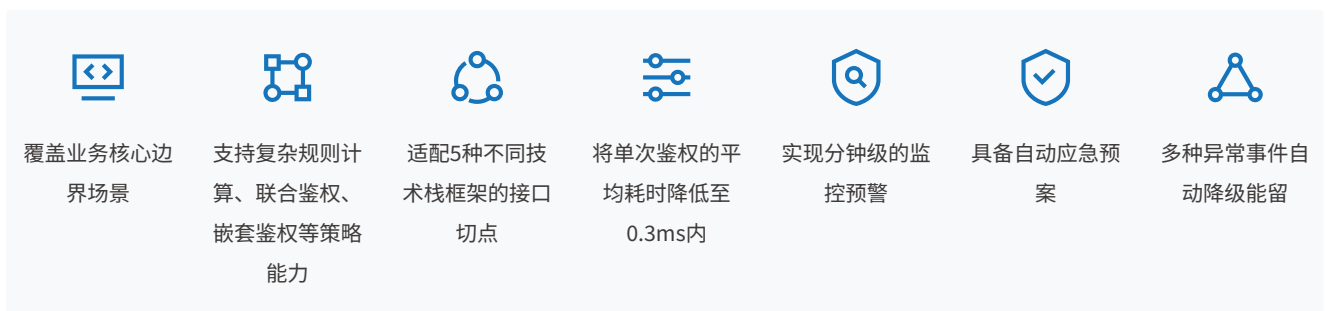 覆盖业务核心边
界场景
支持复杂规则计
算、联合鉴权、
嵌套鉴权等策略
能力
适配5种不同技
术栈框架的接口
切点
将单次鉴权的平
均耗时降低至
0.3ms内
实现分钟级的监
控预警
具备自动应急预
案
多种异常事件自
动降级能留